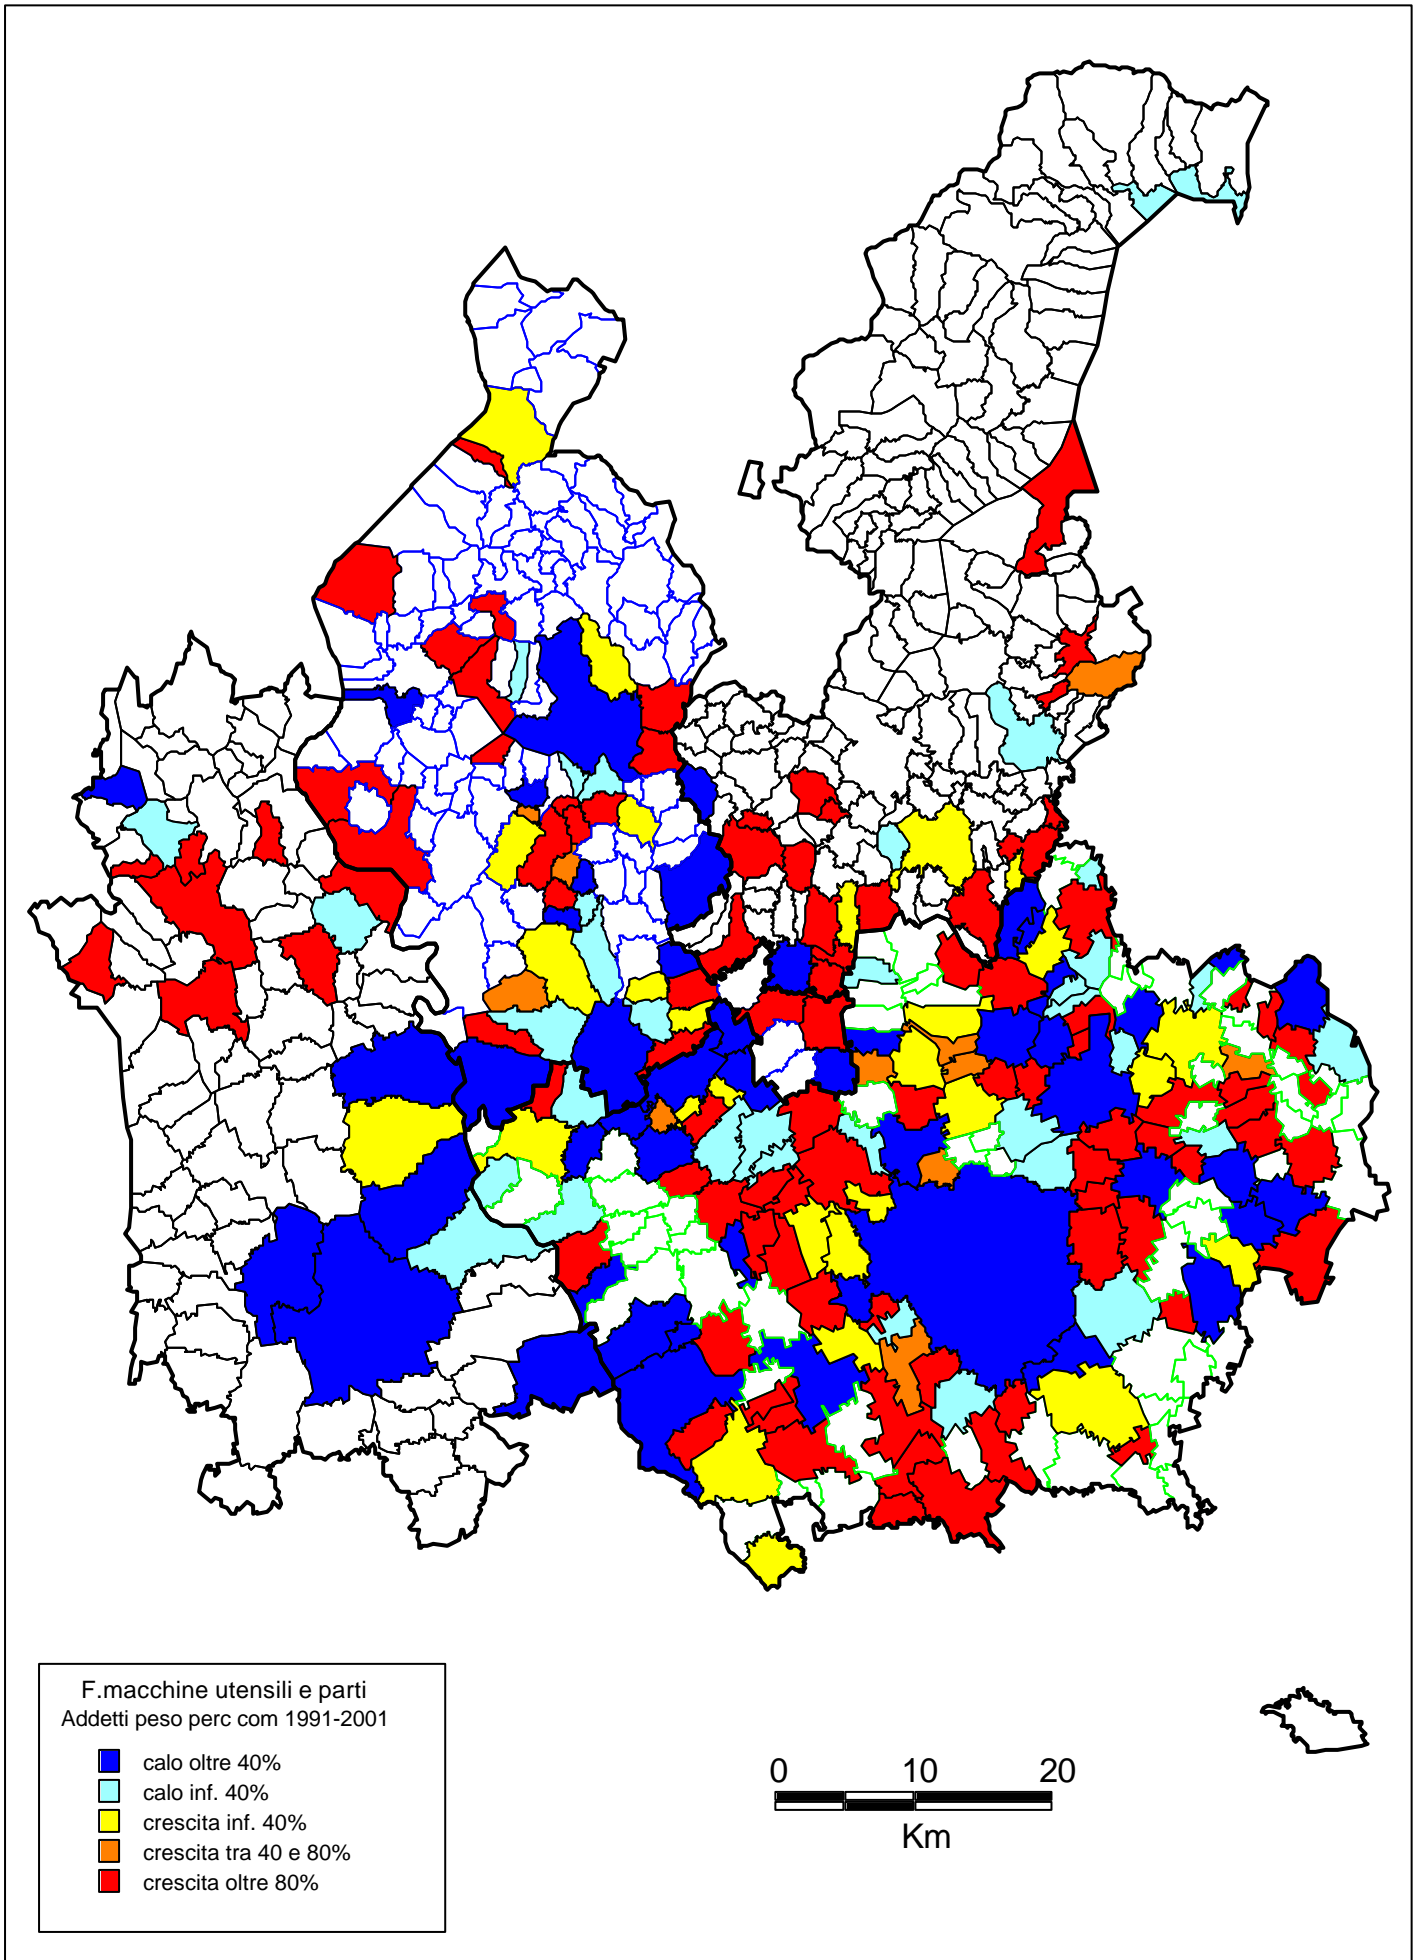 F.macchine utensili e parti
Addetti peso perc com 1991-2001
calo oltre 40%
calo inf. 40%
crescita inf. 40%
crescita tra 40 e 80%
crescita oltre 80%
0 10 20
Km